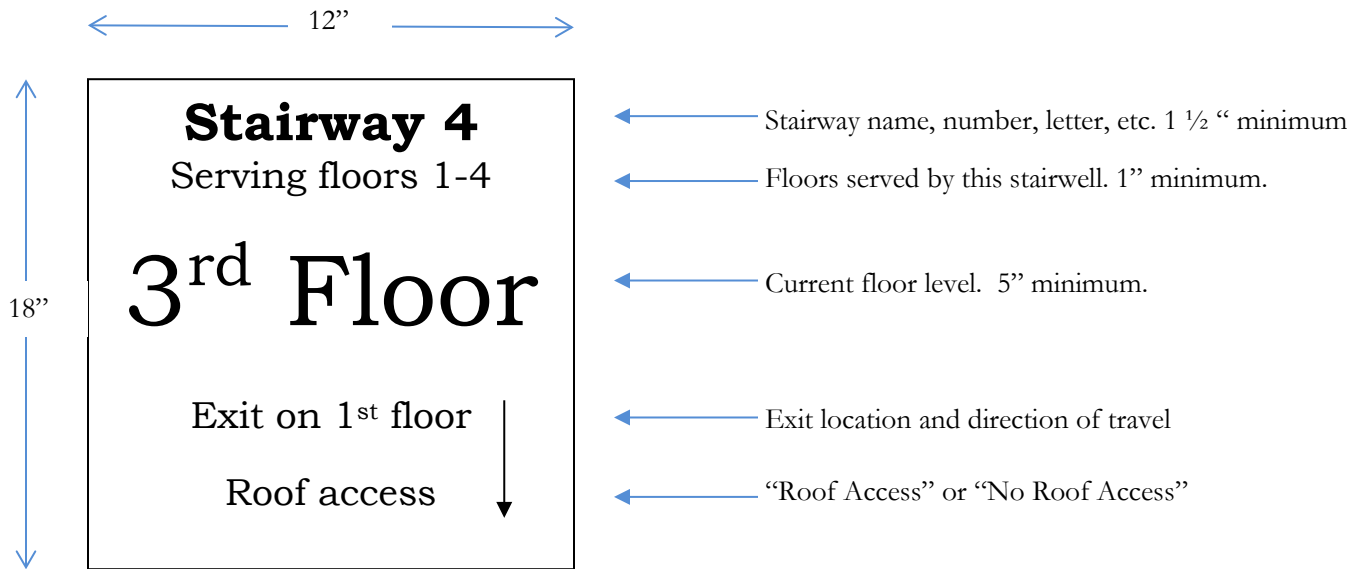 12”
18”
Stairway 4
Serving floors 1-4
3rd Floor
Exit on 1st floor
Roof access
Stairway name, number, letter, etc. 1 ½ “ minimum
Floors served by this stairwell. 1” minimum.
Current floor level.  5” minimum.
Exit location and direction of travel
“Roof Access” or “No Roof Access”